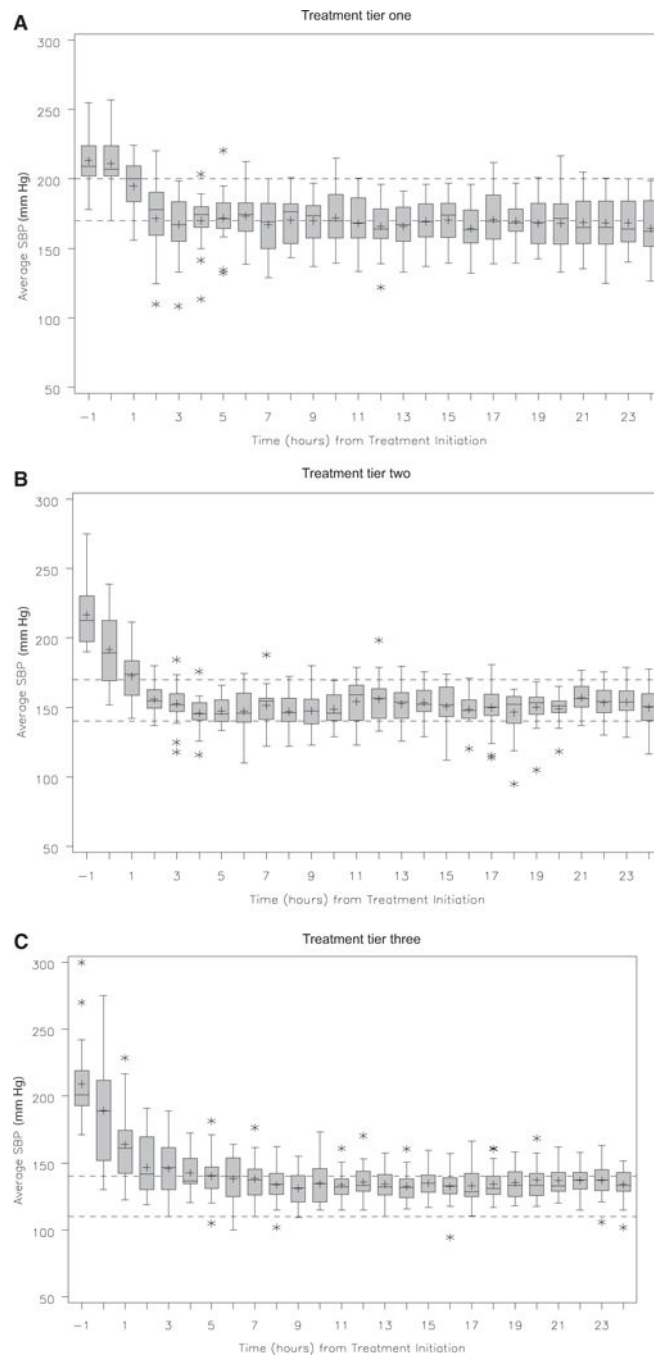 A
Treatment tier one
300
250
200
150
100
50
Average SBP (mm Hg)
−1 1 3 5 7 9 11 13 15 17 19 21 23
Time (hours) from Treatment Initiation
B
Treatment tier two
300
250
200
150
100
50
Average SBP (mm Hg)
−1 1 3 5 7 9 11 13 15 17 19 21 23
Time (hours) from Treatment Initiation
C
Treatment tier three
300
250
200
150
100
50
Average SBP (mm Hg)
−1 1 3 5 7 9 11 13 15 17 19 21 23
Time (hours) from Treatment Initiation